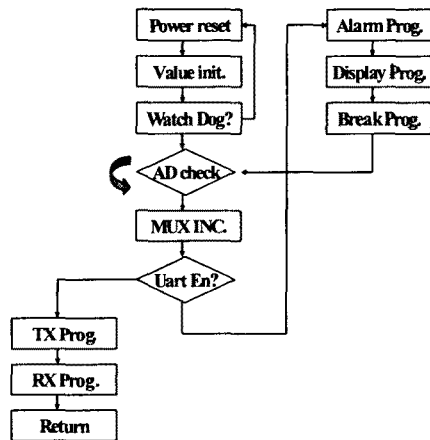 Power reset
Value init.
Watch Dog?
AD check
MUX INC.
Uart En?
TX Prog.
RX Prog.
Return
Alarm Prog.
Display Prog.
Break Prog.